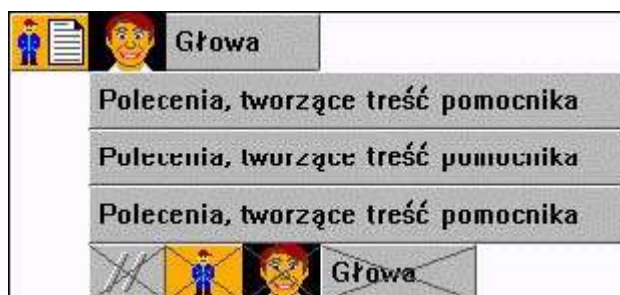 Głowa
Polecenia, tworzące treść pomocnika
Polecenia, tworzące treść pomocnika
Polecenia, tworzące treść pomocnika
// Głowa